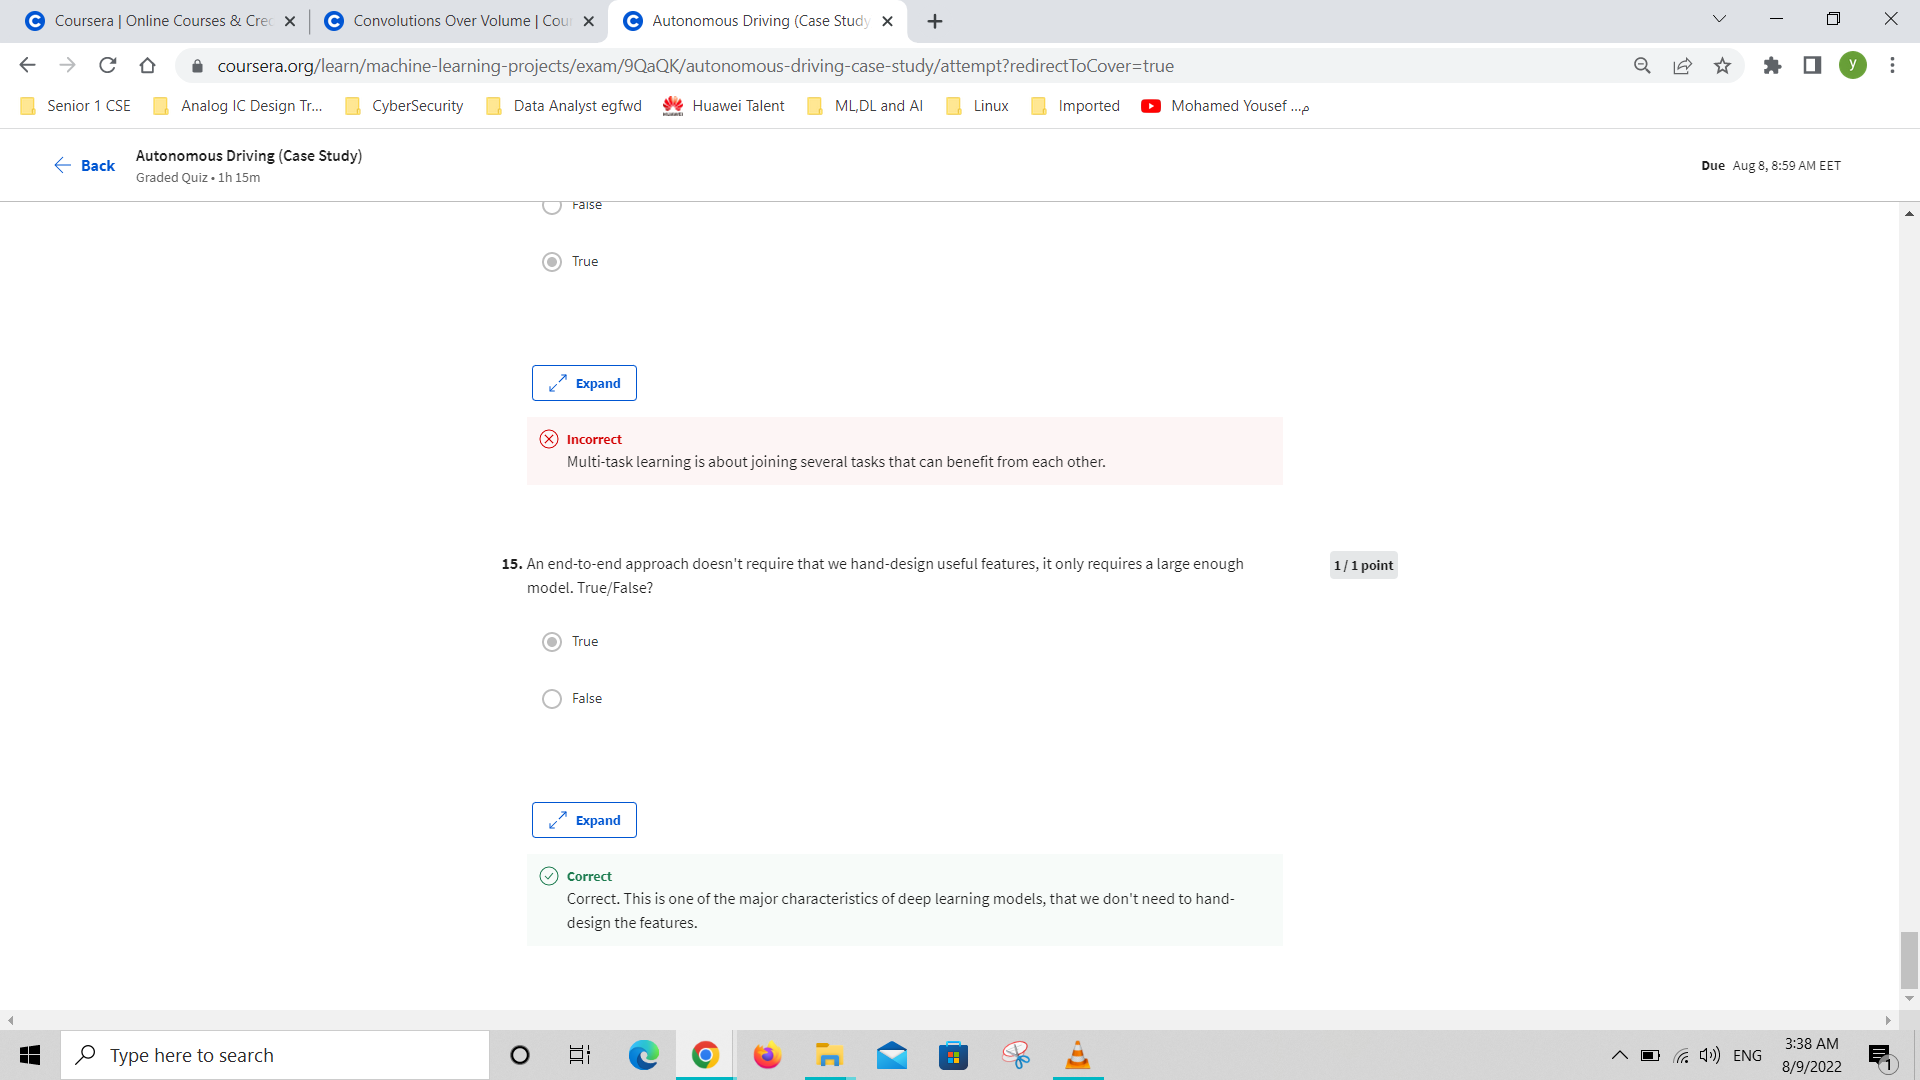 Coursera | Online Courses & Crec
Convolutions Over Volume | Cour
Autonomous Driving (Case Study
coursera.org/learn/machine-learning-projects/exam/9QaQK/autonomous-driving-case-study/attempt?redirectToCover=true
y
Senior 1 CSE
Analog IC Design Tr...
CyberSecurity
Data Analyst egfwd
Huawei Talent
ML,DL and AI
Linux
Imported
Mohamed Yousef ...م
Back
Autonomous Driving (Case Study)
Graded Quiz • 1h 15m
Due Aug 8, 8:59 AM EET
False
True
Expand
Incorrect
Multi-task learning is about joining several tasks that can benefit from each other.
15. An end-to-end approach doesn't require that we hand-design useful features, it only requires a large enough
model. True/False?
1 / 1 point
True
False
Expand
Correct
Correct. This is one of the major characteristics of deep learning models, that we don't need to hand-
design the features.
Type here to search
ENG
3:38 AM
8/9/2022
1